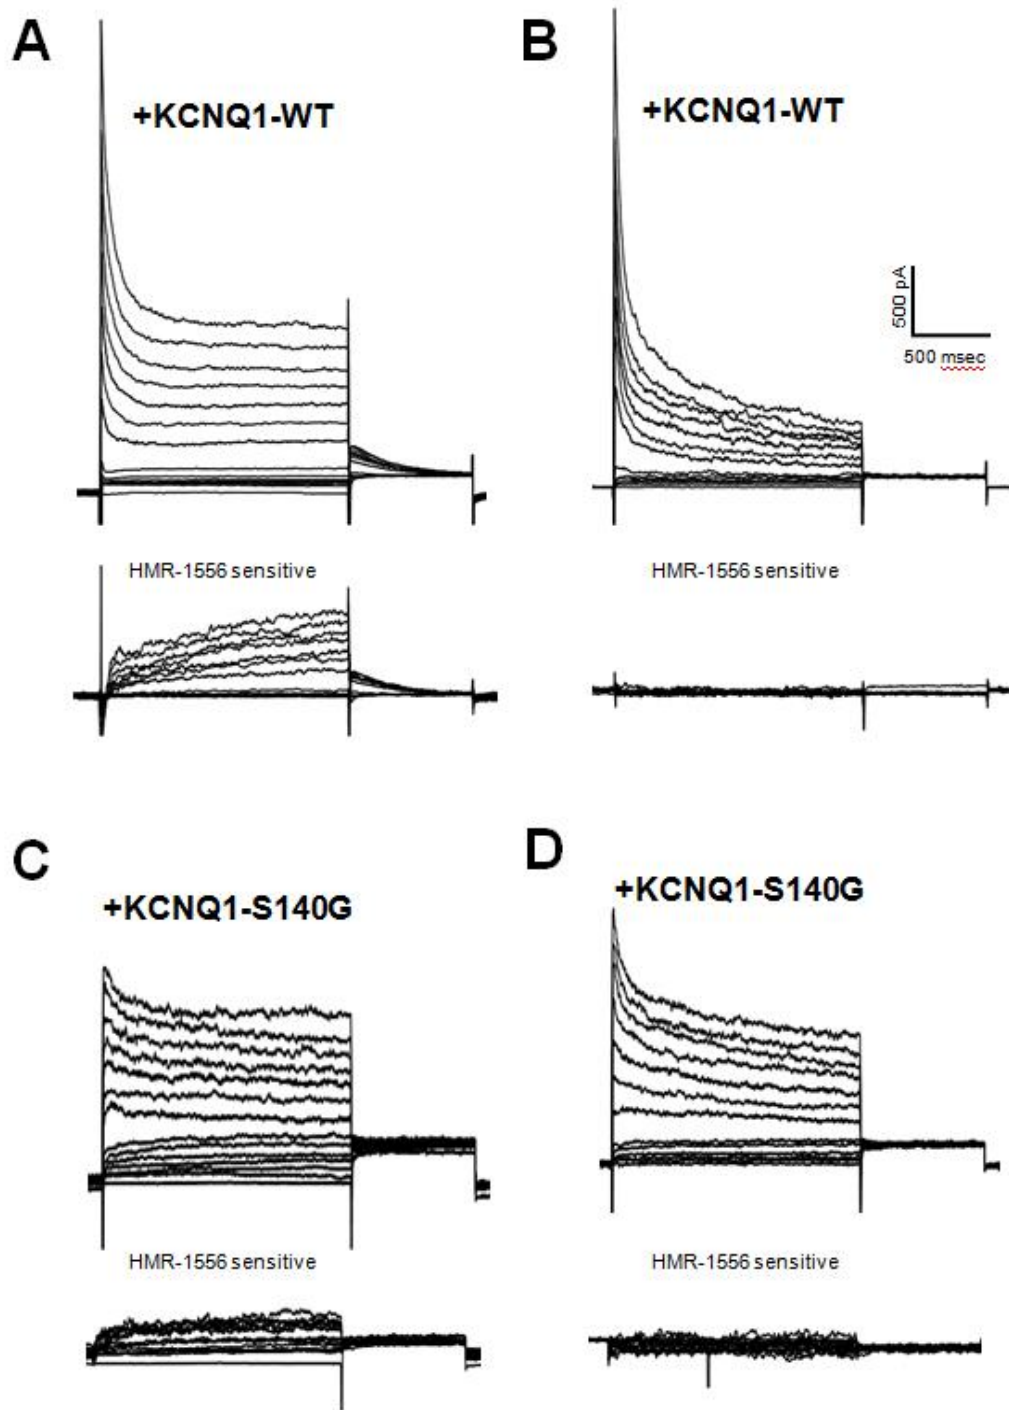 A
B
+KCNQ1-WT
+KCNQ1-WT
500 pA
500 msec
HMR-1556 sensitive
HMR-1556 sensitive
C
D
+KCNQ1-S140G
+KCNQ1-S140G
HMR-1556 sensitive
HMR-1556 sensitive